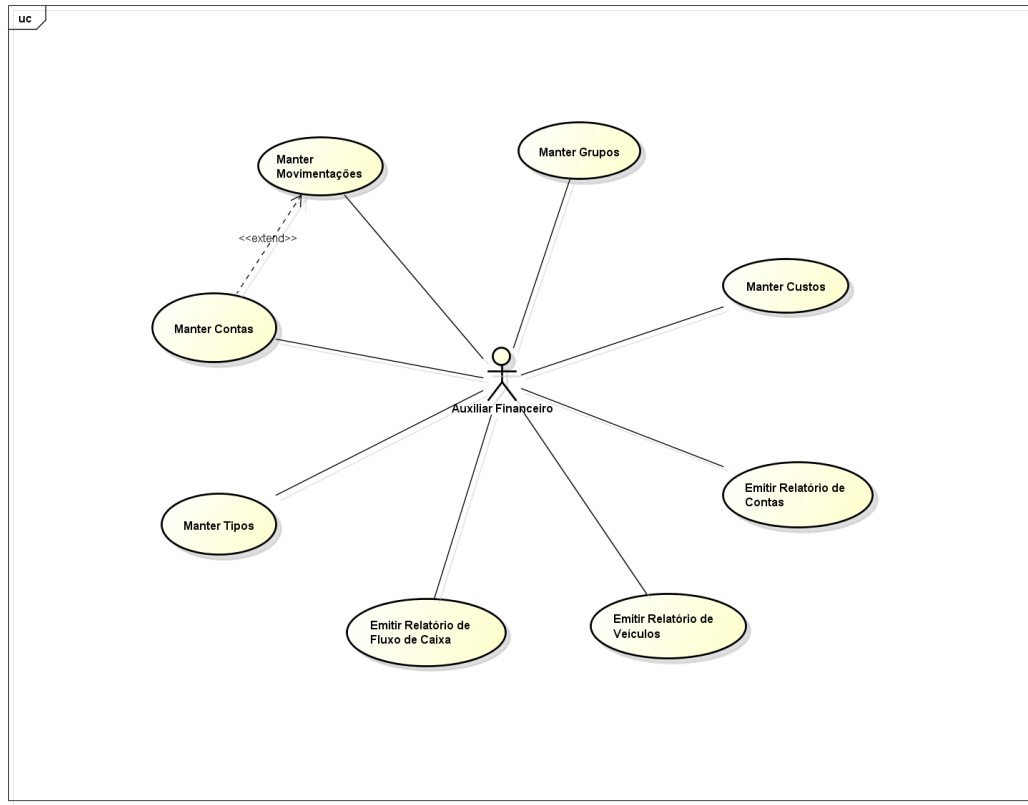 uc
Manter Grupos
Manter
Movimentações
<<extend>>
Manter Custos
Manter Contas
Auxiliar Financeiro
Emitir Relatório de
Contas
Manter Tipos
Emitir Relatório de
Fluxo de Caixa
Emitir Relatório de
Veículos